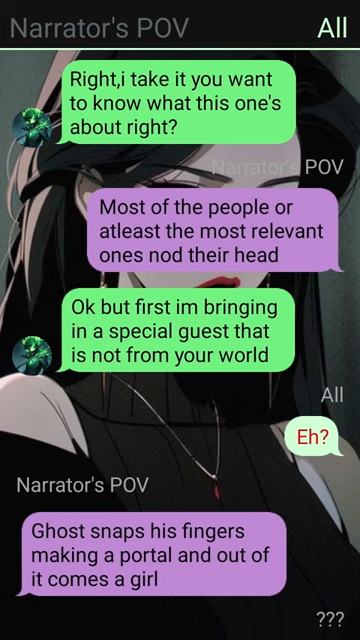 Narrator's POV
All
Right,i take it you want
to know what this one's
about right?
Narrator's POV
Most of the people or
atleast the most relevant
ones nod their head
Ok but first im bringing
in a special guest that
is not from your world
All
Eh?
Narrator's POV
Ghost snaps his fingers
making a portal and out of
it comes a girl
???